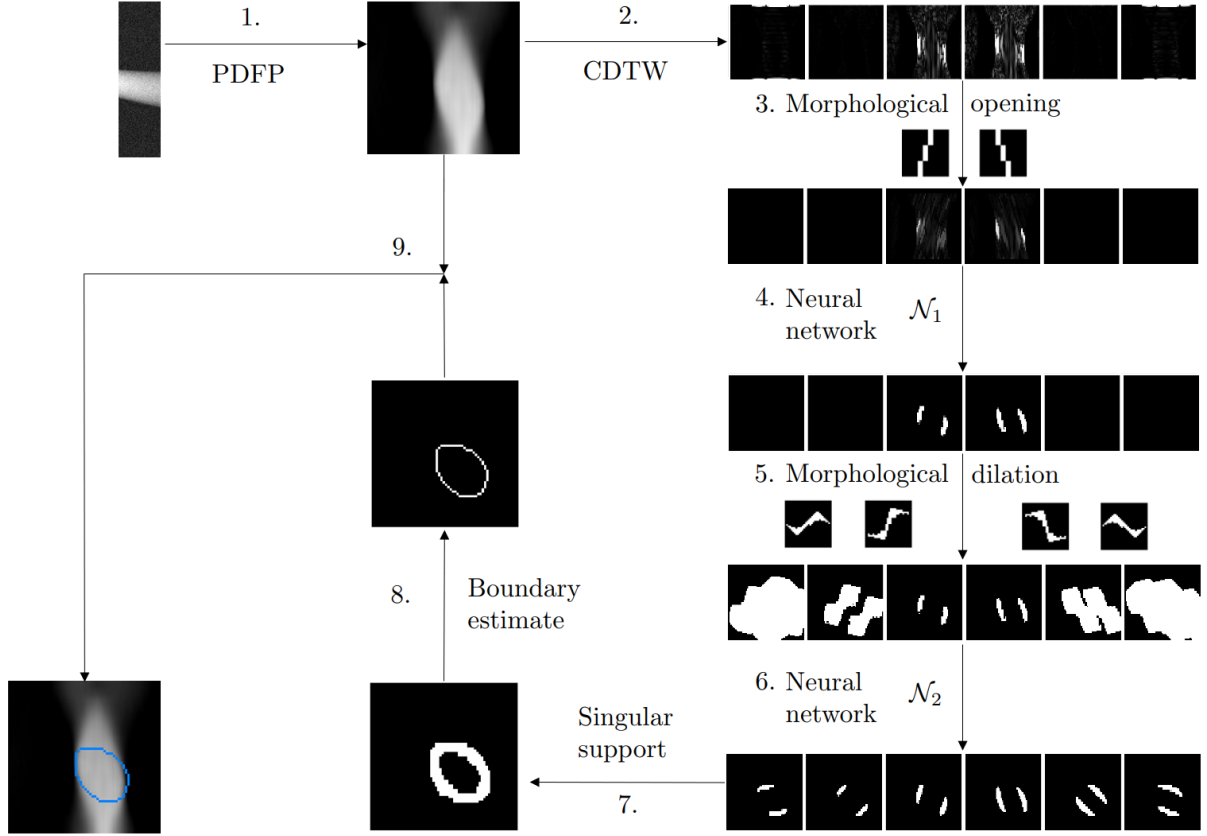 1.
PDFP
2.
CDTW
3. Morphological opening
9.
4. Neural
network
𝒩₁
5. Morphological dilation
8.
Boundary
estimate
6. Neural
network
𝒩₂
Singular
support
7.